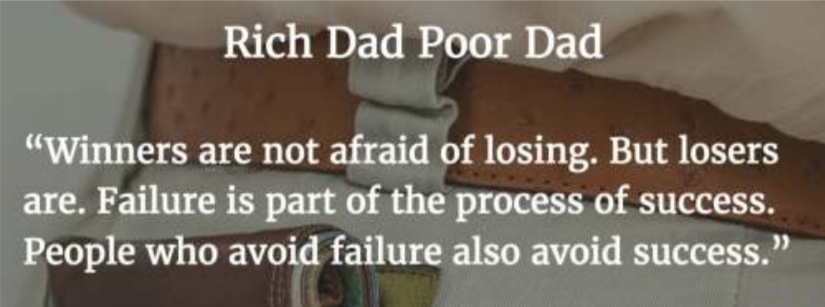 Rich Dad Poor Dad
“Winners are not afraid of losing. But losers
are. Failure is part of the process of success.
People who avoid failure also avoid success.”